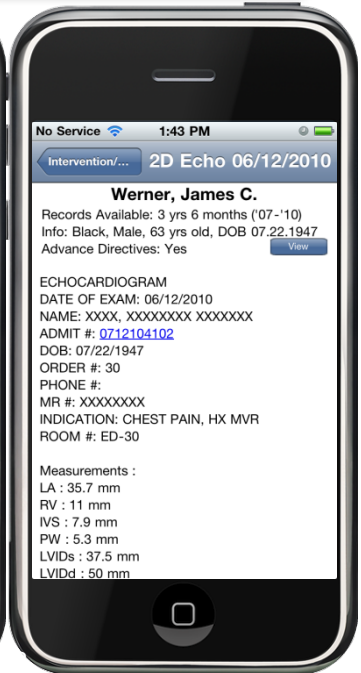 No Service 1:43 PM
Intervention/... 2D Echo 06/12/2010
Werner, James C.
Records Available: 3 yrs 6 months ('07-'10)
Info: Black, Male, 63 yrs old, DOB 07.22.1947
Advance Directives: Yes View
ECHOCARDIOGRAM
DATE OF EXAM: 06/12/2010
NAME: XXXX, XXXXXXXX XXXXXXX
ADMIT #: 0712104102
DOB: 07/22/1947
ORDER #: 30
PHONE #:
MR #: XXXXXXXX
INDICATION: CHEST PAIN, HX MVR
ROOM #: ED-30
Measurements :
LA : 35.7 mm
RV : 11 mm
IVS : 7.9 mm
PW : 5.3 mm
LVIDs : 37.5 mm
LVIDd : 50 mm